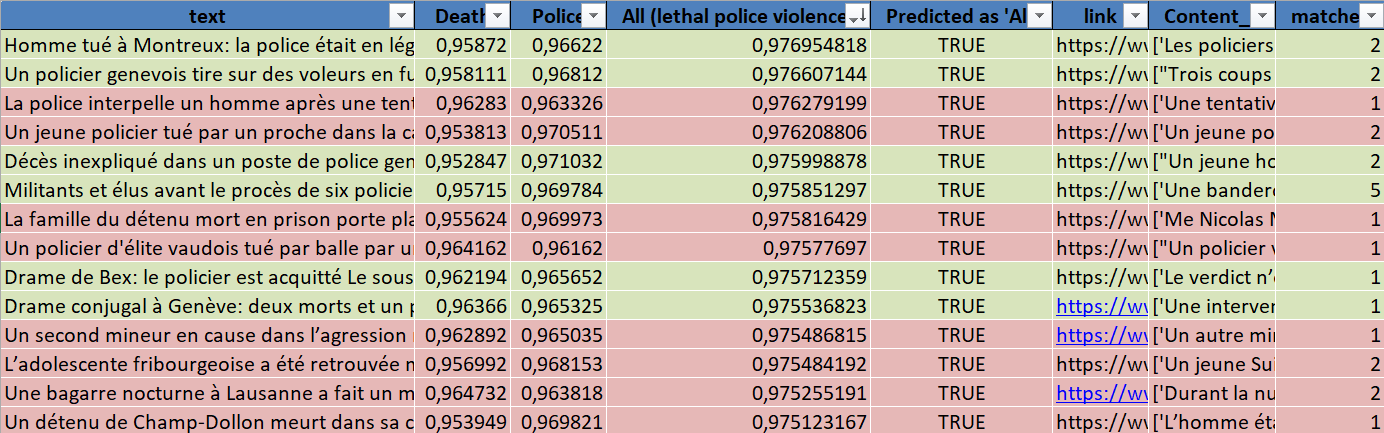 text Death Police All (lethal police violence Predicted as 'Al link Content_ matche
Homme tué à Montreux: la police était en lég 0,95872 0,96622 0,976954818 TRUE https://wv ['Les policiers 2
Un policier genevois tire sur des voleurs en fu 0,958111 0,96812 0,976607144 TRUE https://wv ["Trois coups 2
La police interpelle un homme après une tent 0,96283 0,963326 0,976279199 TRUE https://wv ['Une tentativ 1
Un jeune policier tué par un proche dans la ca 0,953813 0,970511 0,976208806 TRUE https://wv ['Un jeune po 2
Décès inexpliqué dans un poste de police gen 0,952847 0,971032 0,975998878 TRUE https://wv ["Un jeune ho 2
Militants et élus avant le procès de six policie 0,95715 0,969784 0,975851297 TRUE https://wv ['Une bandero 5
La famille du détenu mort en prison porte pla 0,955624 0,969973 0,975816429 TRUE https://wv ['Me Nicolas M 1
Un policier d'élite vaudois tué par balle par u 0,964162 0,96162 0,97577697 TRUE https://wv ["Un policier v 1
Drame de Bex: le policier est acquitté Le sous 0,962194 0,965652 0,975712359 TRUE https://wv ['Le verdict n’ 1
Drame conjugal à Genève: deux morts et un p 0,96366 0,965325 0,975536823 TRUE https://wv ['Une interver 1
Un second mineur en cause dans l’agression 0,962892 0,965035 0,975486815 TRUE https://wv ['Un autre mi 1
L’adolescente fribourgeoise a été retrouvée 0,956992 0,968153 0,975484192 TRUE https://wv ['Un jeune Sui 2
Une bagarre nocturne à Lausanne a fait un m 0,964732 0,963818 0,975255191 TRUE https://wv ['Durant la nu 2
Un détenu de Champ-Dollon meurt dans sa c 0,953949 0,969821 0,975123167 TRUE https://wv ['L’homme éta 1